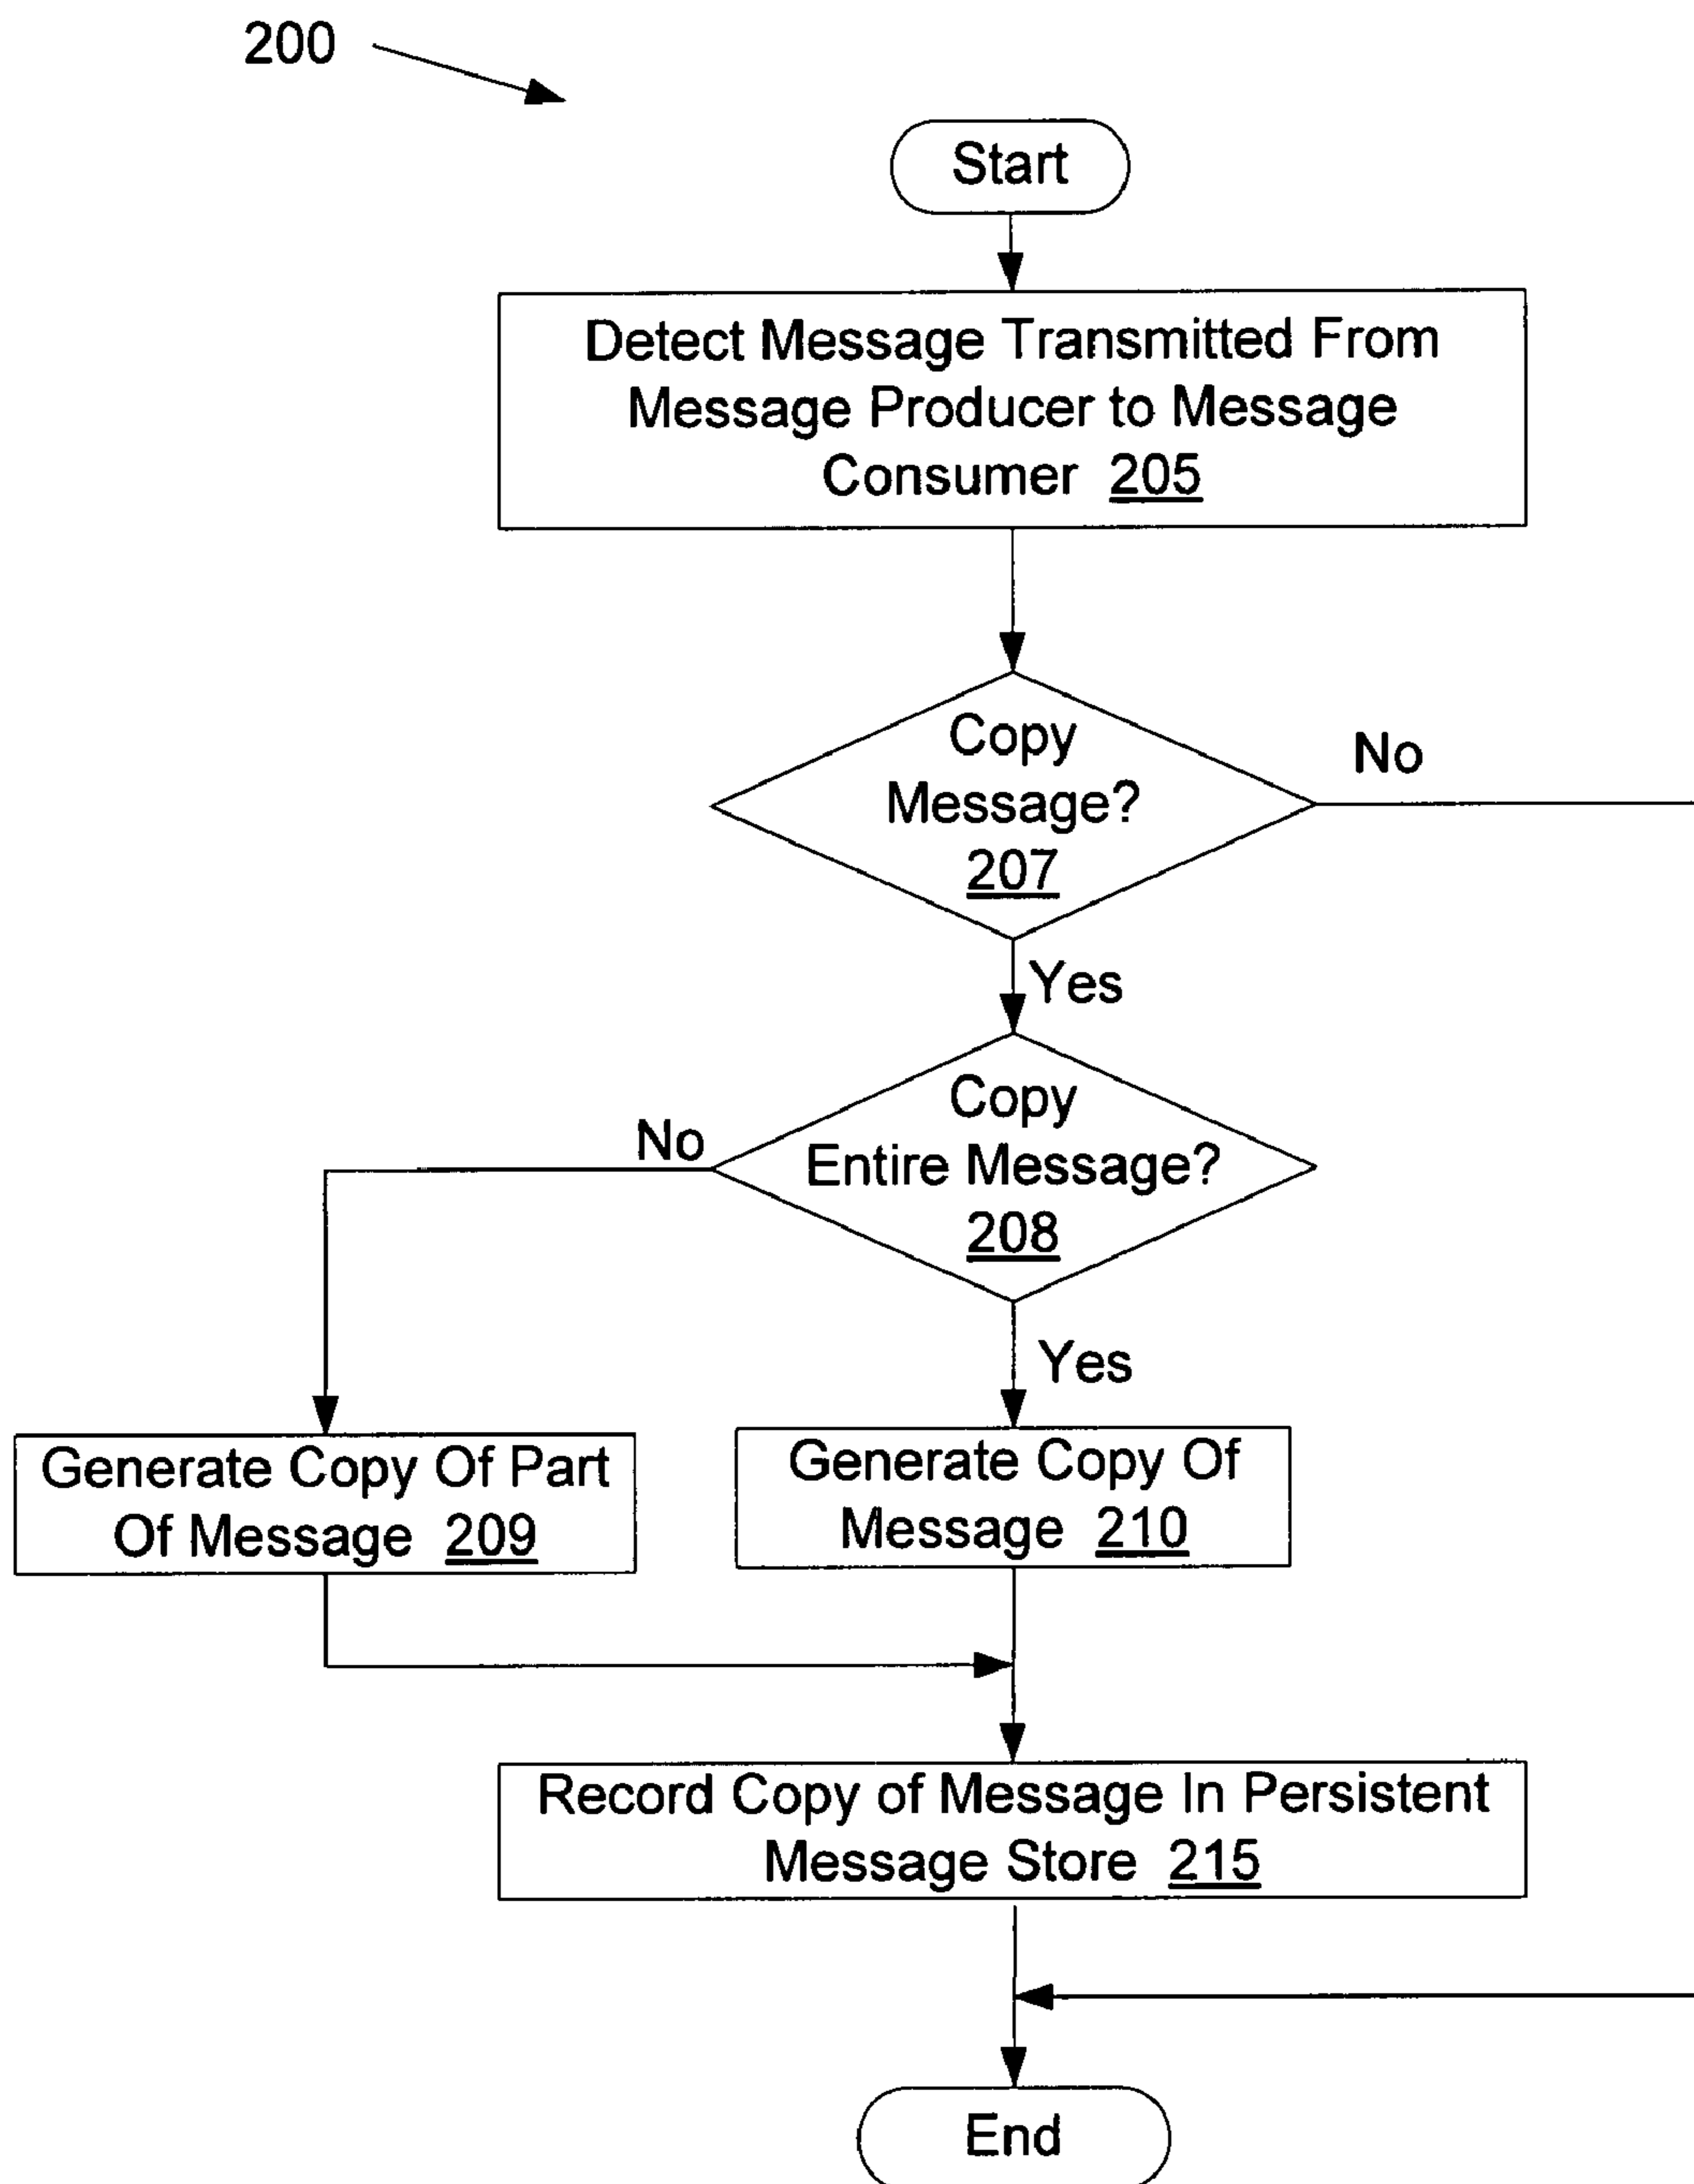 200
Start
Detect Message Transmitted From
Message Producer to Message
Consumer 205
Copy
Message?
207
No
Yes
Copy
Entire Message?
208
No
Yes
Generate Copy Of Part
Of Message 209
Generate Copy Of
Message 210
Record Copy of Message In Persistent
Message Store 215
End